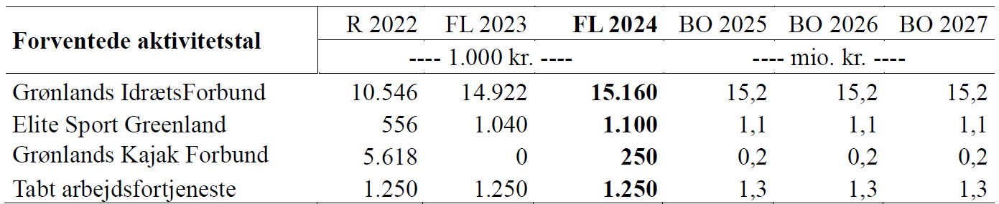 Forventede aktivitetstal R 2022 FL 2023 FL 2024 BO 2025 BO 2026 BO 2027
---- 1.000 kr. ---- ---- mio. kr. ----
Grønlands IdrætsForbund 10.546 14.922 15.160 15,2 15,2 15,2
Elite Sport Greenland 556 1.040 1.100 1,1 1,1 1,1
Grønlands Kajak Forbund 5.618 0 250 0,2 0,2 0,2
Tabt arbejdsfortjeneste 1.250 1.250 1.250 1,3 1,3 1,3